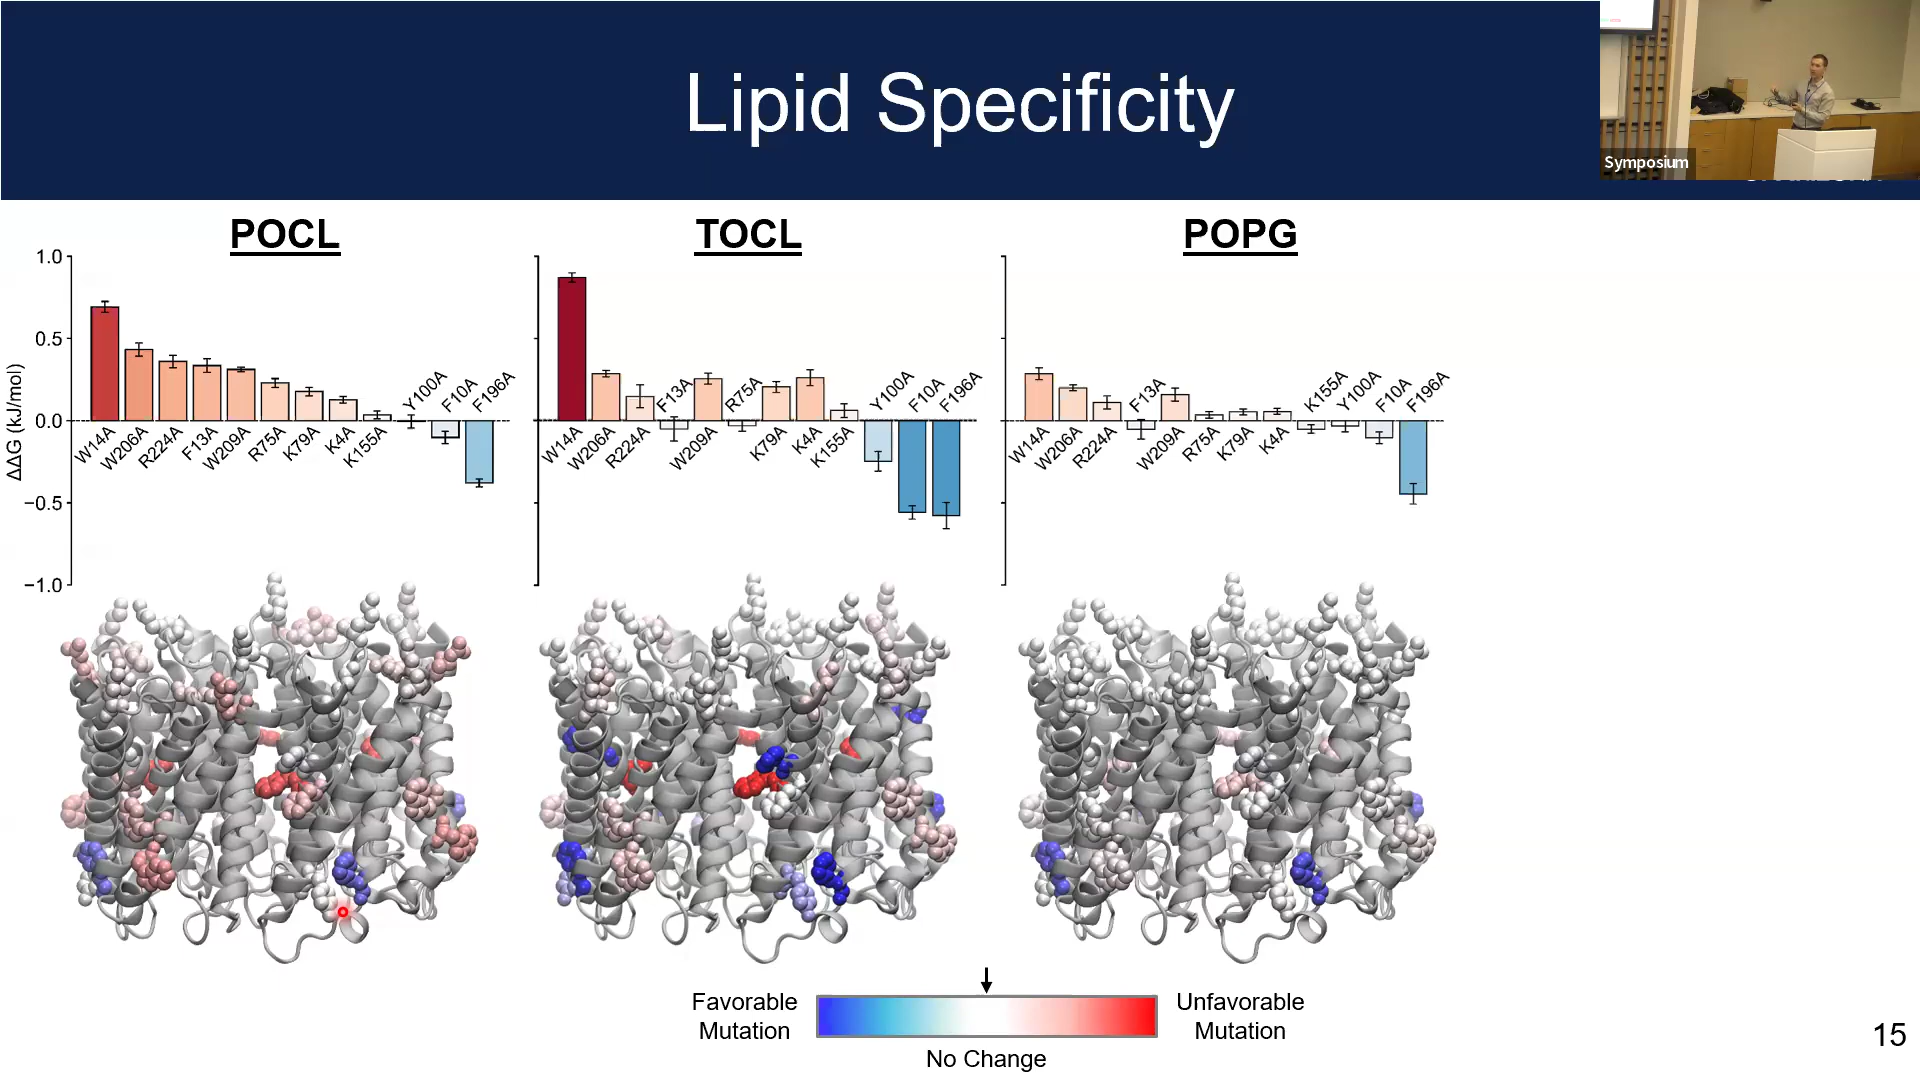 Lipid Specificity
Symposium
POCL
TOCL
POPG
ΔΔG (kJ/mol)
1.0
0.5
0.0
−0.5
−1.0
W14A
W206A
R224A
F13A
W209A
R75A
K79A
K4A
K155A
Y100A
F10A
F196A
W14A
W206A
R224A
F13A
W209A
R75A
K79A
K4A
K155A
Y100A
F10A
F196A
W14A
W206A
R224A
F13A
W209A
R75A
K79A
K4A
K155A
Y100A
F10A
F196A
Favorable
Mutation
Unfavorable
Mutation
No Change
15